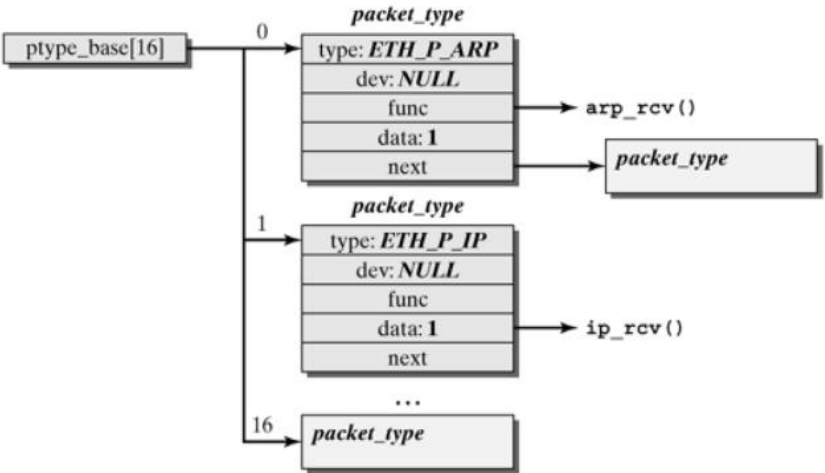 packet_type
ptype_base[16]
0
type: ETH_P_ARP
dev: NULL
func
arp_rcv()
data: 1
next
packet_type
packet_type
1
type: ETH_P_IP
dev: NULL
func
data: 1
ip_rcv()
next
...
16
packet_type